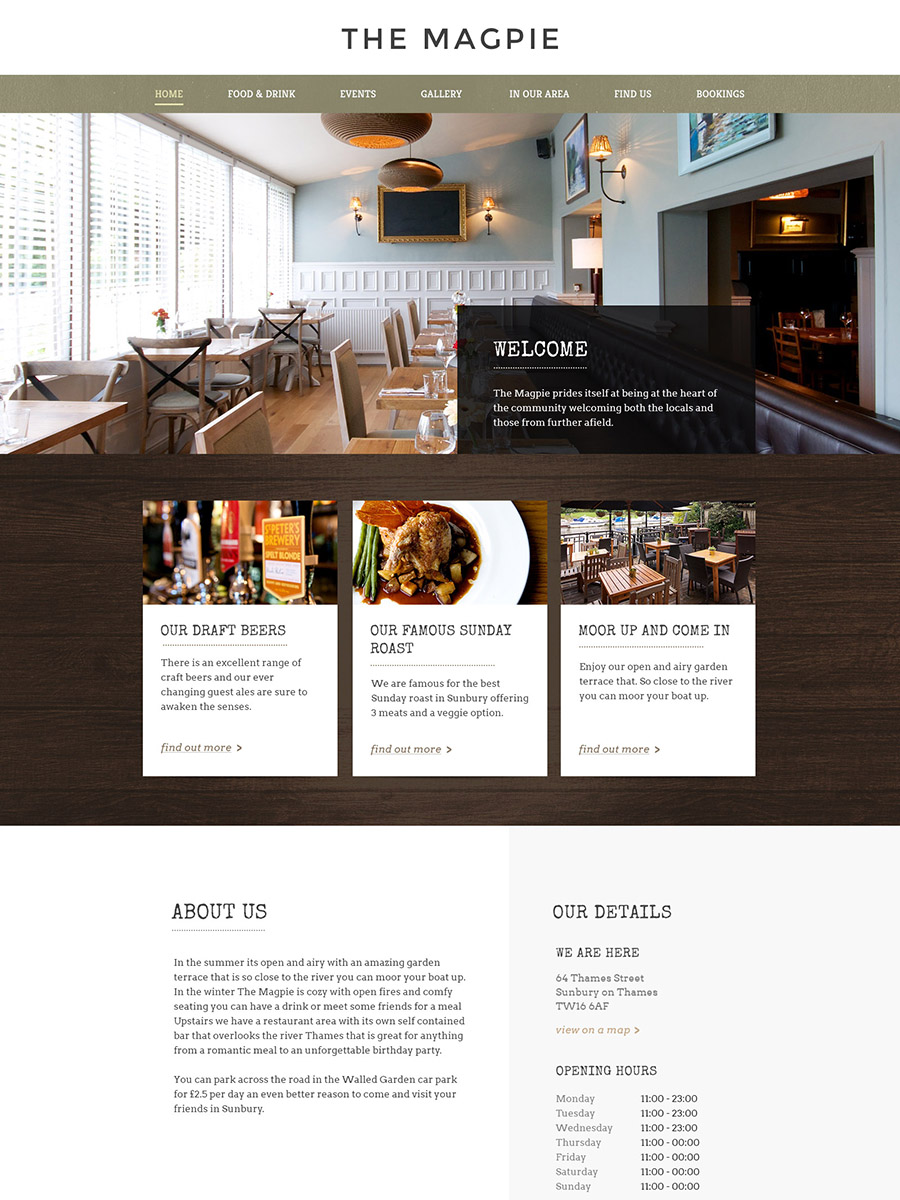 THE MAGPIE
HOME FOOD & DRINK EVENTS GALLERY IN OUR AREA FIND US BOOKINGS
WELCOME
The Magpie prides itself at being at the heart of
the community welcoming both the locals and
those from further afield.
ST PETER'S
BREWERY
SPELT BLONDE
OUR DRAFT BEERS
There is an excellent range of
craft beers and our ever
changing guest ales are sure to
awaken the senses.
find out more >
OUR FAMOUS SUNDAY
ROAST
We are famous for the best
Sunday roast in Sunbury offering
3 meats and a veggie option.
find out more >
MOOR UP AND COME IN
Enjoy our open and airy garden
terrace that. So close to the river
you can moor your boat up.
find out more >
ABOUT US
In the summer its open and airy with an amazing garden
terrace that is so close to the river you can moor your boat up.
In the winter The Magpie is cozy with open fires and comfy
seating you can have a drink or meet some friends for a meal
Upstairs we have a restaurant area with its own self contained
bar that overlooks the river Thames that is great for anything
from a romantic meal to an unforgettable birthday party.
You can park across the road in the Walled Garden car park
for £2.5 per day an even better reason to come and visit your
friends in Sunbury.
OUR DETAILS
WE ARE HERE
64 Thames Street
Sunbury on Thames
TW16 6AF
view on a map >
OPENING HOURS
Monday 11:00 - 23:00
Tuesday 11:00 - 23:00
Wednesday 11:00 - 23:00
Thursday 11:00 - 00:00
Friday 11:00 - 00:00
Saturday 11:00 - 00:00
Sunday 11:00 - 00:00